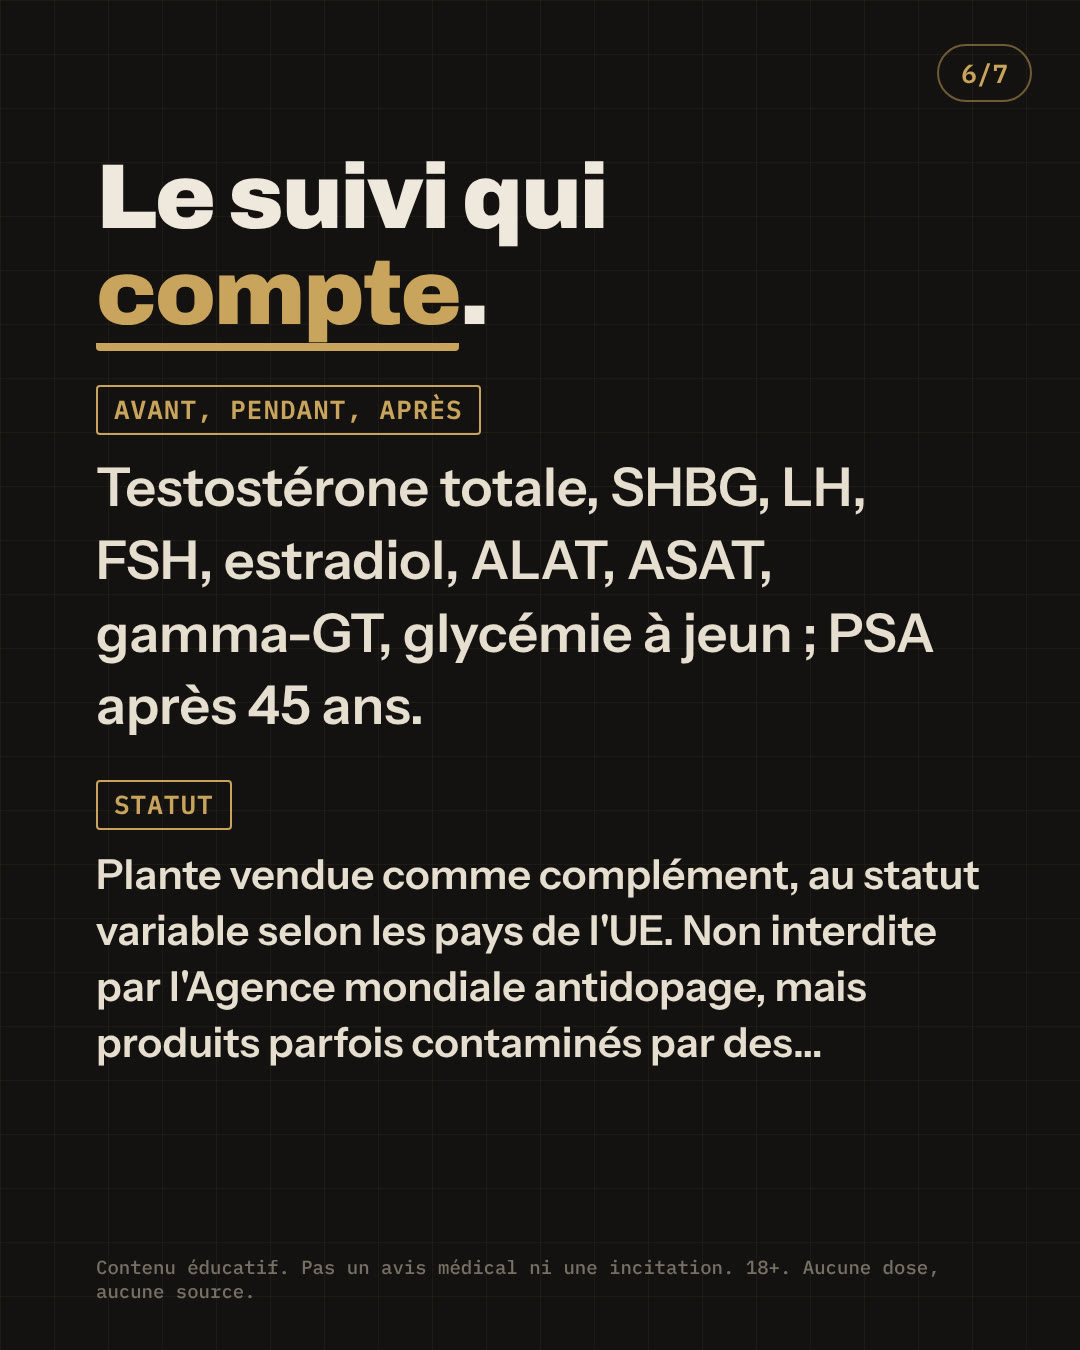 6/7
Le suivi qui
compte.
AVANT, PENDANT, APRÈS
Testostérone totale, SHBG, LH,
FSH, estradiol, ALAT, ASAT,
gamma-GT, glycémie à jeun ; PSA
après 45 ans.
STATUT
Plante vendue comme complément, au statut
variable selon les pays de l'UE. Non interdite
par l'Agence mondiale antidopage, mais
produits parfois contaminés par des...
Contenu éducatif. Pas un avis médical ni une incitation. 18+. Aucune dose,
aucune source.